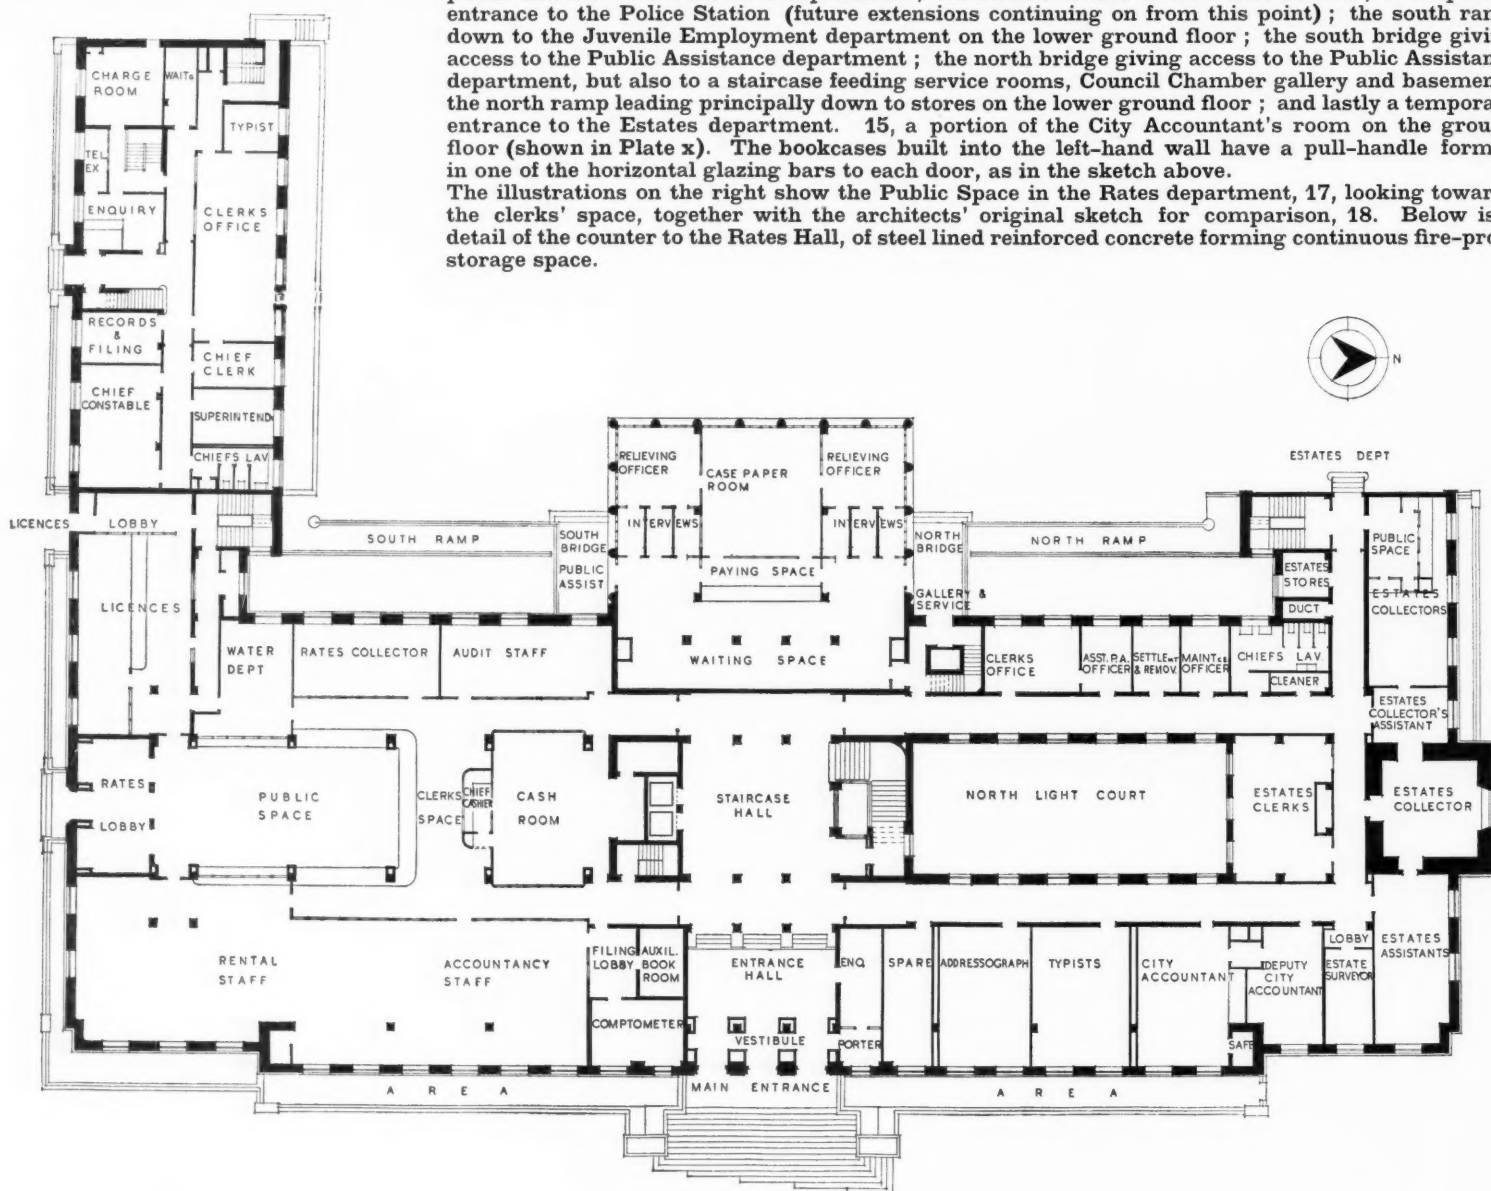 entrance to the Police Station (future extensions continuing on from this point) ; the south
down to the Juvenile Employment department on the lower ground floor ; the south bridge
access to the Public Assistance department ; the north bridge giving access to the Public
department, but also to a staircase feeding service rooms, Council Chamber gallery and
the north ramp leading principally down to stores on the lower ground floor ; and lastly a
entrance to the Estates department. 15, a portion of the City Accountant's room on the
floor (shown in Plate x). The bookcases built into the left-hand wall have a pull-handle
in one of the horizontal glazing bars to each door, as in the sketch above.
The illustrations on the right show the Public Space in the Rates department, 17, looking
the clerks' space, together with the architects' original sketch for comparison, 18. Below is
detail of the counter to the Rates Hall, of steel lined reinforced concrete forming continuous
storage space.
CHARGE
ROOM
WAITG
TYPIST
TEL
EX
ENQUIRY
CLERKS
OFFICE
RECORDS
&
FILING
CHIEF
CLERK
CHIEF
CONSTABLE
SUPERINTEND
CHIEFS LAV.
N
RELIEVING
OFFICER
CASE PAPER
ROOM
RELIEVING
OFFICER
ESTATES DEPT
LICENCES
LOBBY
SOUTH RAMP
SOUTH
BRIDGE
INTERVIEWS
INTERVIEWS
NORTH
BRIDGE
NORTH RAMP
PUBLIC
SPACE
PUBLIC
ASSIST
PAYING SPACE
ESTATES
STORES
GALLERY &
SERVICE
DUCT
ESTATES
COLLECTORS
LICENCES
WATER
DEPT
RATES COLLECTOR
AUDIT STAFF
WAITING SPACE
CLERKS
OFFICE
ASST. P.A.
OFFICER
SETTLEMT
& REMOV.
MAINTCE
OFFICER
CHIEFS LAV.
CLEANER
ESTATES
COLLECTOR'S
ASSISTANT
RATES
LOBBY
PUBLIC
SPACE
CLERKS
SPACE
CHIEF
CASHIER
CASH
ROOM
STAIRCASE
HALL
NORTH LIGHT COURT
ESTATES
CLERKS
ESTATES
COLLECTOR
RENTAL
STAFF
ACCOUNTANCY
STAFF
FILING
LOBBY
AUXIL.
BOOK
ROOM
ENTRANCE
HALL
ENQ.
SPARE
ADDRESSOGRAPH
TYPISTS
CITY
ACCOUNTANT
DEPUTY
CITY
ACCOUNTANT
LOBBY
ESTATE
SURVEYOR
ESTATES
ASSISTANTS
COMPTOMETER
VESTIBULE
PORTER
SAFE
AREA
MAIN ENTRANCE
AREA